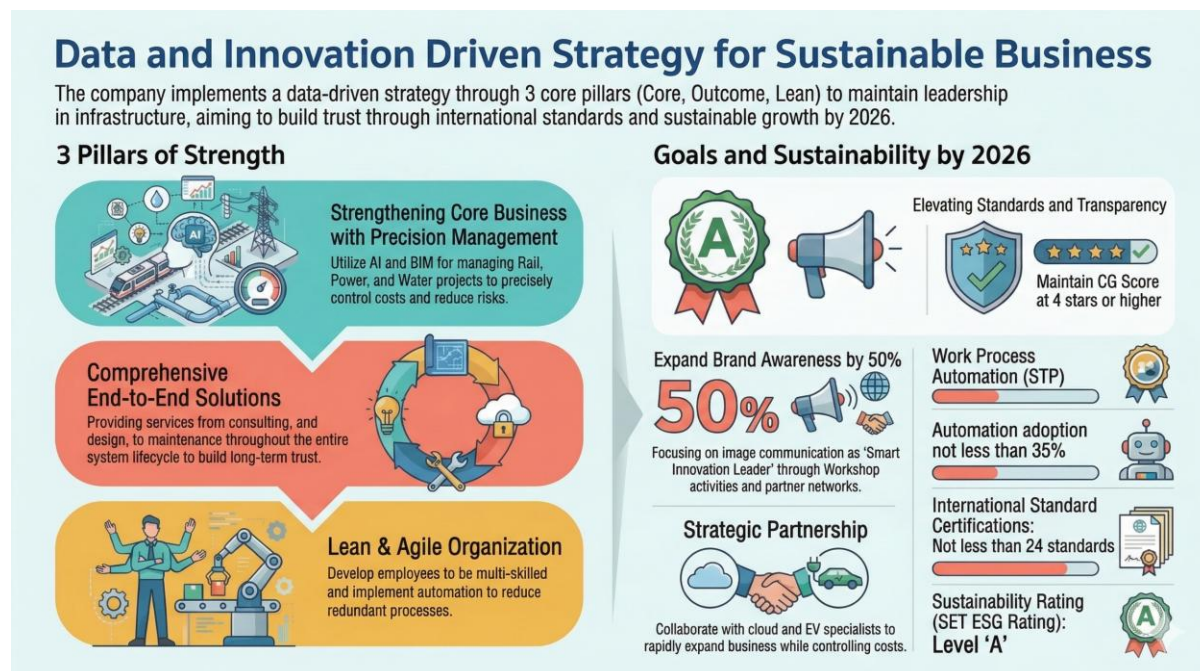 Data and Innovation Driven Strategy for Sustainable Business
The company implements a data-driven strategy through 3 core pillars (Core, Outcome, Lean) to maintain leadership
in infrastructure, aiming to build trust through international standards and sustainable growth by 2026.
3 Pillars of Strength
AI
Strengthening Core Business
with Precision Management
Utilize AI and BIM for managing Rail,
Power, and Water projects to precisely
control costs and reduce risks.
Comprehensive
End-to-End Solutions
Providing services from consulting, and
design, to maintenance throughout the entire
system lifecycle to build long-term trust.
Lean & Agile Organization
Develop employees to be multi-skilled
and implement automation to reduce
redundant processes.
Goals and Sustainability by 2026
A
Elevating Standards and Transparency
Maintain CG Score
at 4 stars or higher
Expand Brand Awareness by 50%
50%
Focusing on image communication as ‘Smart
Innovation Leader’ through Workshop
activities and partner networks.
Strategic Partnership
Collaborate with cloud and EV specialists to
rapidly expand business while controlling costs.
Work Process
Automation (STP)
Automation adoption
not less than 35%
International Standard
Certifications:
Not less than 24 standards
Sustainability Rating
(SET ESG Rating):
Level ‘A’
A